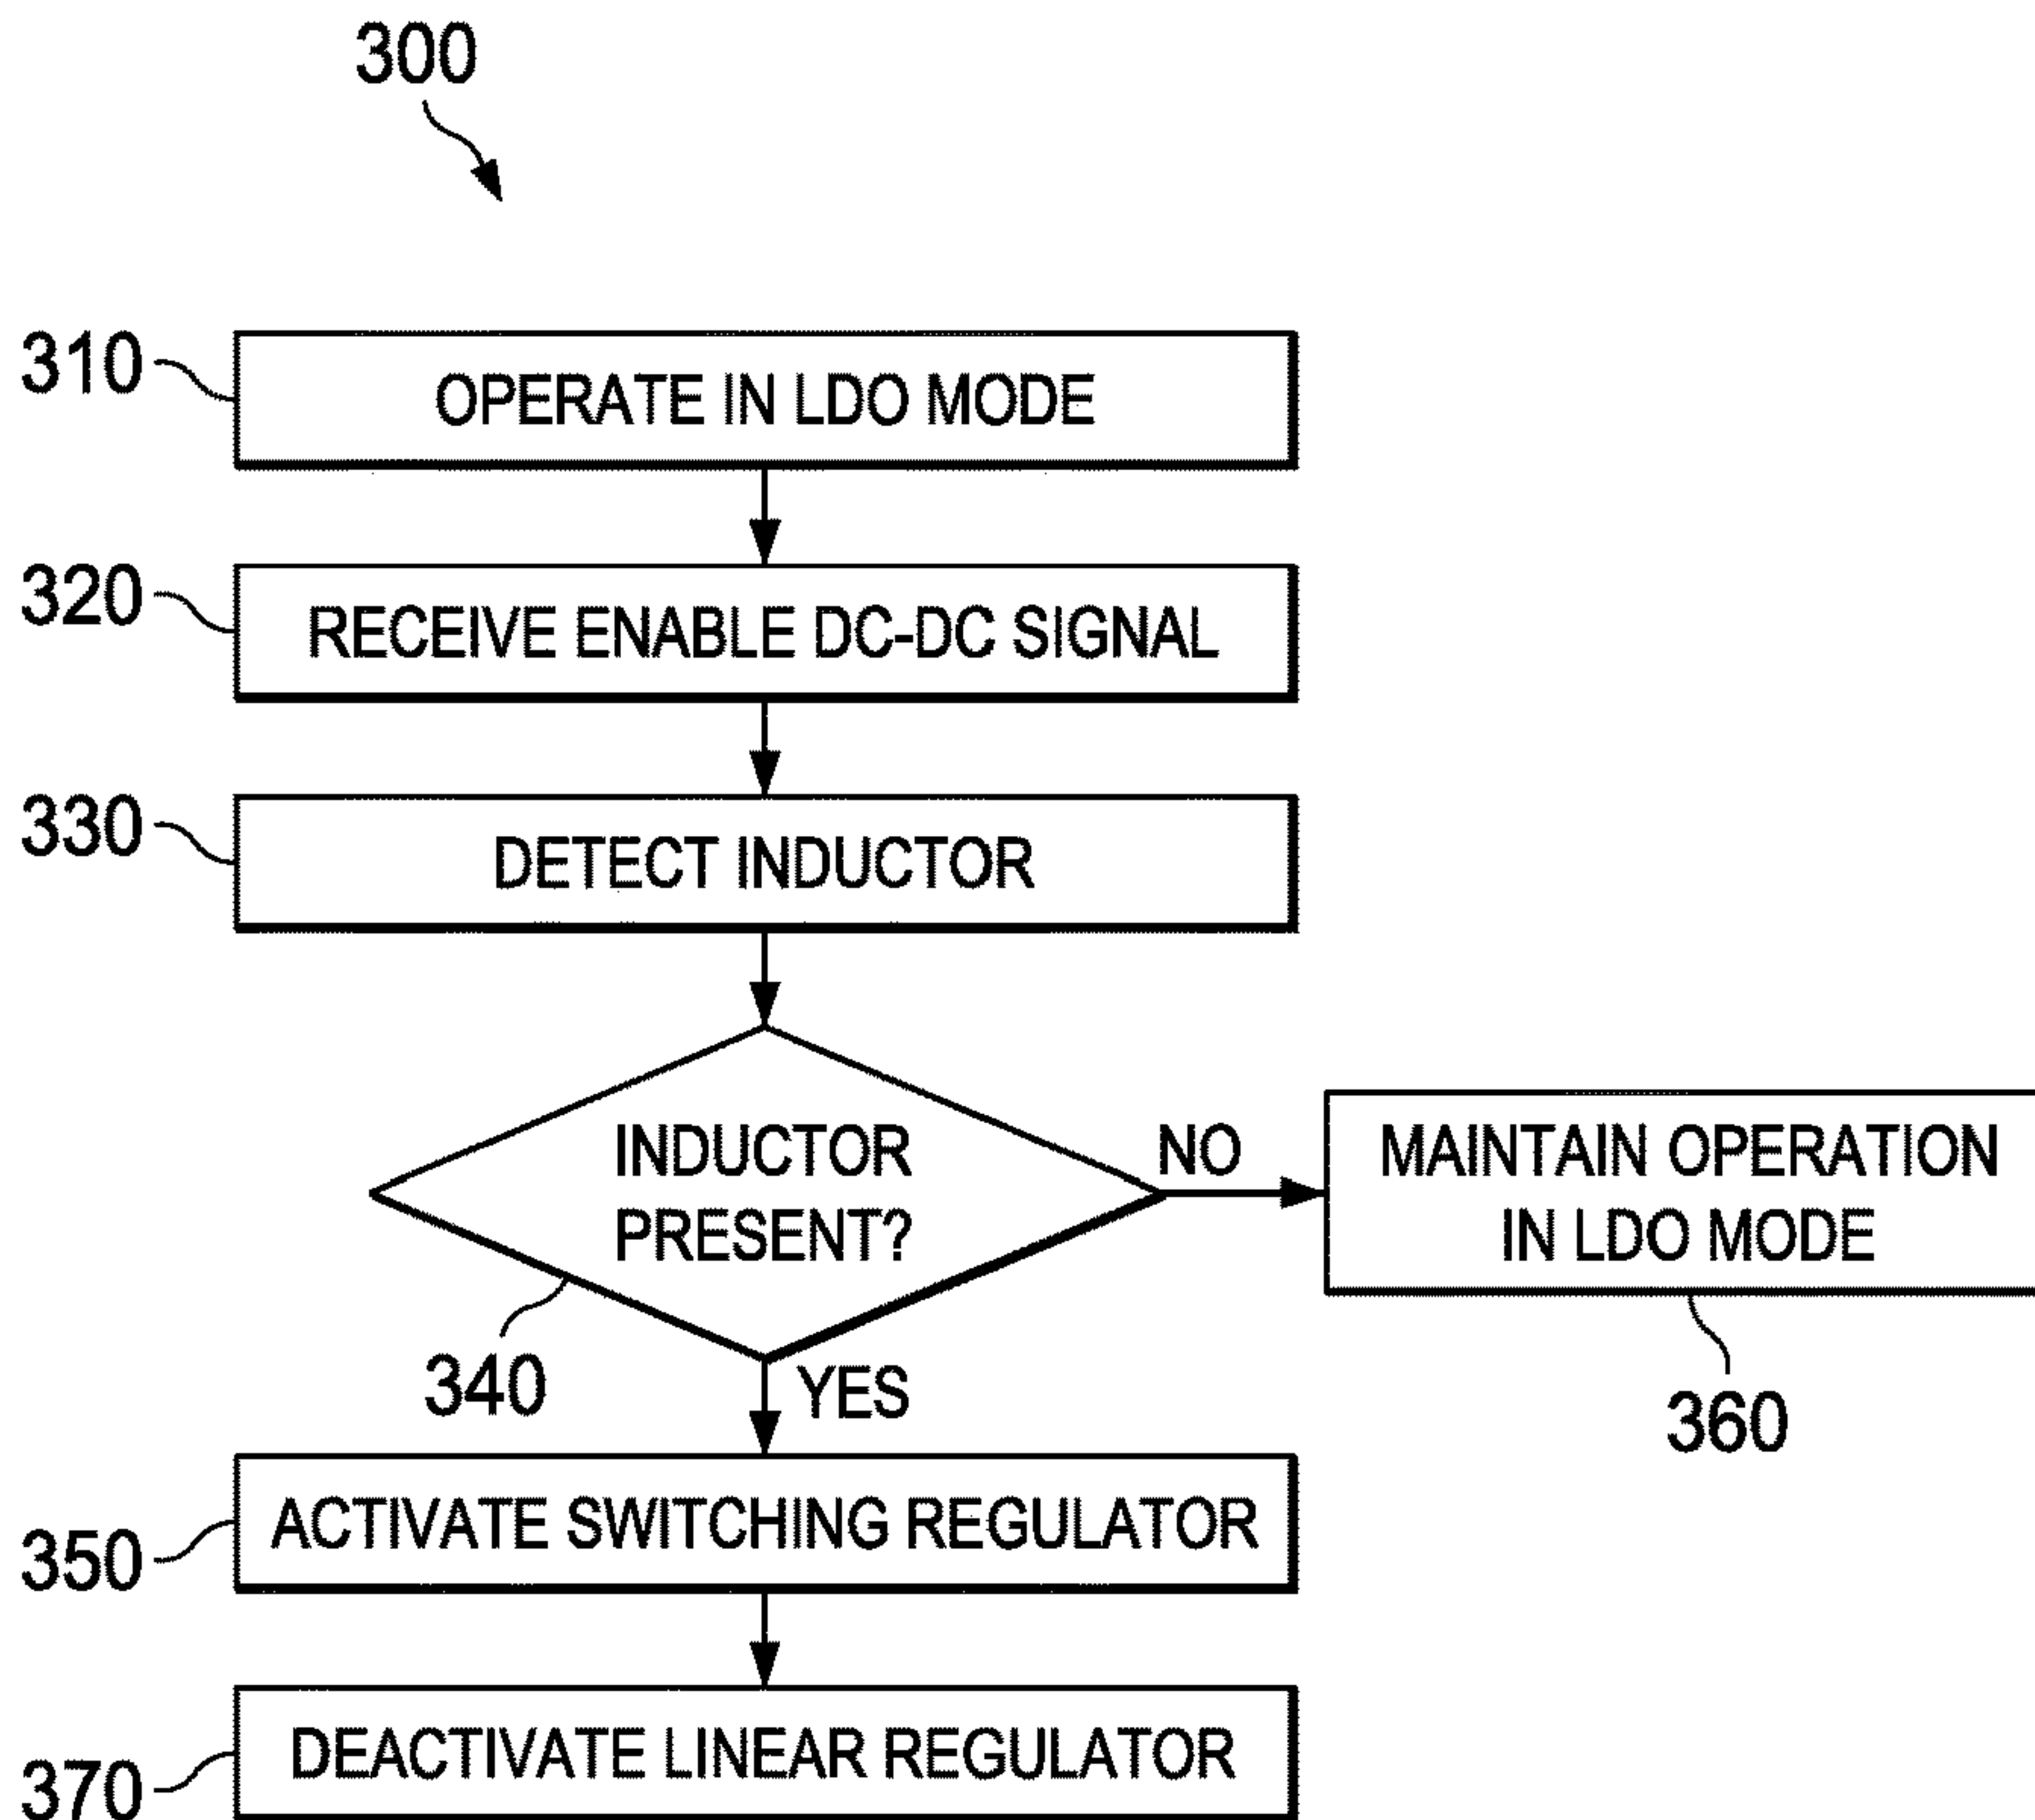 300
310
OPERATE IN LDO MODE
320
RECEIVE ENABLE DC-DC SIGNAL
330
DETECT INDUCTOR
INDUCTOR
PRESENT?
NO
MAINTAIN OPERATION
IN LDO MODE
340
YES
360
350
ACTIVATE SWITCHING REGULATOR
370
DEACTIVATE LINEAR REGULATOR